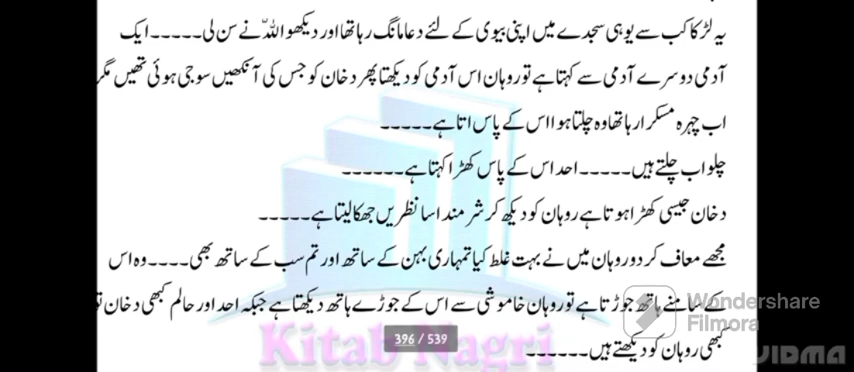 یہ لڑکا کب سے یوہی سجدے میں اپنی بیوی کے لئے دعا مانگ رہا تھا اور دیکھو اللہ نے سن لی۔۔۔۔۔ ایک
آدمی دوسرے آدمی سے کہتا ہے تو روہان اس آدمی کو دیکھتا پھر دخان کو جس کی آنکھیں سوجی ہوئی تھیں مگر
اب چہرہ مسکرا رہا تھا وہ چلتا ہوا اس کے پاس اتا ہے۔۔۔۔۔
چلو اب چلتے ہیں۔۔۔۔۔ احد اس کے پاس کھڑا کہتا ہے۔۔۔۔۔۔
دخان جیسی کھڑا ہوتا ہے روہان کو دیکھ کر شرمندا سا نظریں جھکا لیتا ہے۔۔۔۔۔
مجھے معاف کر دو روہان میں نے بہت غلط کیا تمہاری بہن کے ساتھ اور تم سب کے ساتھ بھی۔۔۔۔ وہ اس
کے سامنے ہاتھ جوڑتا ہے تو روہان خاموشی سے اس کے جوڑے ہاتھ دیکھتا ہے جبکہ احد اور حالم کبھی دخان تو
کبھی روہان کو دیکھتے ہیں۔۔۔۔۔۔
Wondershare
Filmora
Kitab Nagri
396 / 539
VIDMA